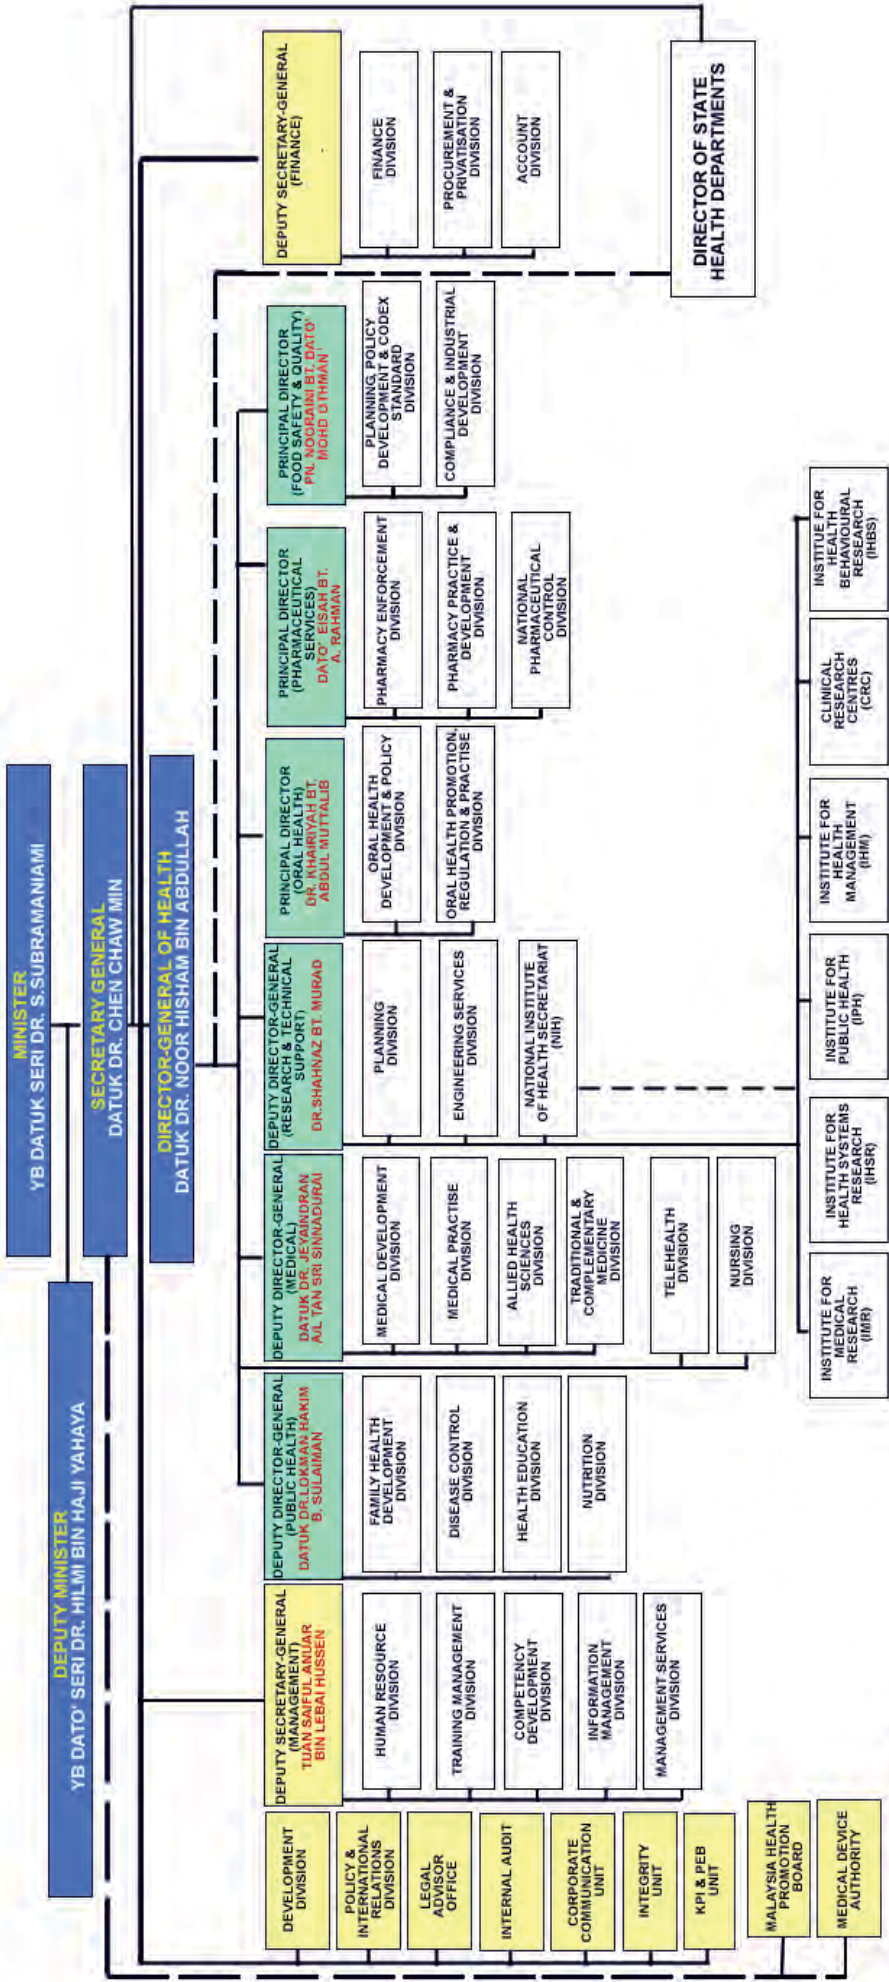 MINISTER
YB DATUK SERI DR. S.SUBRAMANIAMI
DEPUTY MINISTER
YB DATO' SERI DR. HILMI BIN HAJI YAHAYA
SECRETARY GENERAL
DATUK DR. CHEN CHAW MIN
DIRECTOR-GENERAL OF HEALTH
DATUK DR. NOOR HISHAM BIN ABDULLAH
DEVELOPMENT
DIVISION
POLICY &
INTERNATIONAL
RELATIONS
DIVISION
LEGAL
ADVISOR
OFFICE
INTERNAL AUDIT
CORPORATE
COMMUNICATION
UNIT
INTEGRITY
UNIT
KPI & PEB
UNIT
MALAYSIA HEALTH
PROMOTION
BOARD
MEDICAL DEVICE
AUTHORITY
DEPUTY SECRETARY-GENERAL
(MANAGEMENT)
TUAN SAIFUL ANUAR
BIN LEBAI HUSSEN
HUMAN RESOURCE
DIVISION
TRAINING MANAGEMENT
DIVISION
COMPETENCY
DEVELOPMENT
DIVISION
INFORMATION
MANAGEMENT
DIVISION
MANAGEMENT SERVICES
DIVISION
DEPUTY DIRECTOR-GENERAL
(PUBLIC HEALTH)
DATUK DR.LOKMAN HAKIM
B. SULAIMAN
FAMILY HEALTH
DEVELOPMENT
DIVISION
DISEASE CONTROL
DIVISION
HEALTH EDUCATION
DIVISION
NUTRITION
DIVISION
DEPUTY DIRECTOR-GENERAL
(MEDICAL)
DATUK DR. JEYAINDRAN
A/L TAN SRI SINNADURAI
MEDICAL DEVELOPMENT
DIVISION
MEDICAL PRACTISE
DIVISION
ALLIED HEALTH
SCIENCES
DIVISION
TRADITIONAL &
COMPLEMENTARY
MEDICINE
DIVISION
TELEHEALTH
DIVISION
NURSING
DIVISION
DEPUTY DIRECTOR-GENERAL
(RESEARCH & TECHNICAL
SUPPORT)
DR.SHAHNAZ BT. MURAD
PLANNING
DIVISION
ENGINEERING SERVICES
DIVISION
NATIONAL INSTITUTE
OF HEALTH SECRETARIAT
(NIH)
PRINCIPAL DIRECTOR
(ORAL HEALTH)
DR. KHAIRIYAH BT.
ABDUL MUTTALIB
ORAL HEALTH
DEVELOPMENT & POLICY
DIVISION
ORAL HEALTH PROMOTION,
REGULATION & PRACTISE
DIVISION
PRINCIPAL DIRECTOR
(PHARMACEUTICAL
SERVICES)
DATO' EISAH BT.
A. RAHMAN
PHARMACY ENFORCEMENT
DIVISION
PHARMACY PRACTICE &
DEVELOPMENT
DIVISION
NATIONAL
PHARMACEUTICAL
CONTROL
DIVISION
PRINCIPAL DIRECTOR
(FOOD SAFETY & QUALITY)
PN. NOORAINI BT. DATO'
MOHD OTHMAN
PLANNING, POLICY
DEVELOPMENT & CODEX
STANDARD
DIVISION
COMPLIANCE & INDUSTRIAL
DEVELOPMENT
DIVISION
DEPUTY SECRETARY-GENERAL
(FINANCE)
FINANCE
DIVISION
PROCUREMENT &
PRIVATISATION
DIVISION
ACCOUNT
DIVISION
DIRECTOR OF STATE
HEALTH DEPARTMENTS
INSTITUTE FOR
MEDICAL
RESEARCH
(IMR)
INSTITUTE FOR
HEALTH SYSTEMS
RESEARCH
(IHSR)
INSTITUTE FOR
PUBLIC HEALTH
(IPH)
INSTITUTE FOR
HEALTH
MANAGEMENT
(IHM)
CLINICAL
RESEARCH
CENTRES
(CRC)
INSTITUE FOR
HEALTH
BEHAVIOURAL
RESEARCH
(IHBS)